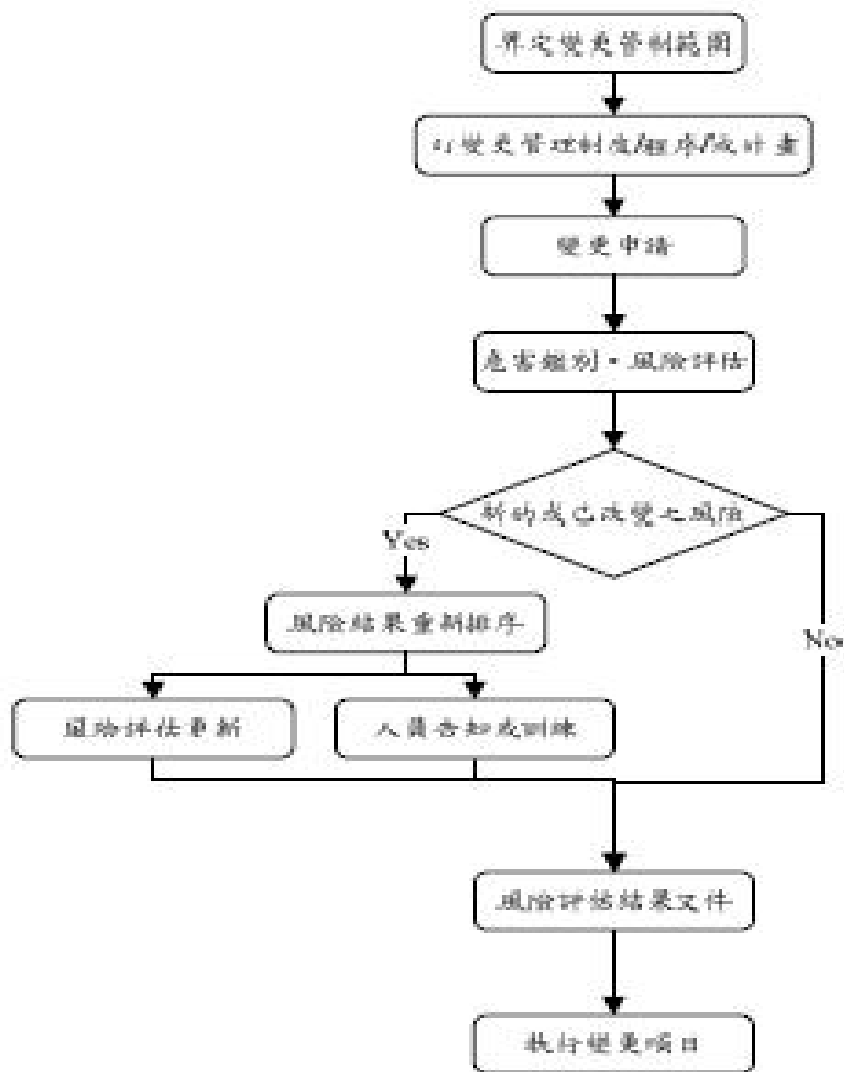 界定變更管制範圍
訂變更管理制度/程序/或計畫
變更申請
危害鑑別、風險評估
新的或已改變之風險
Yes
No
風險結果重新排序
風險評估更新
人員告知或訓練
風險評估結果文件
執行變更項目